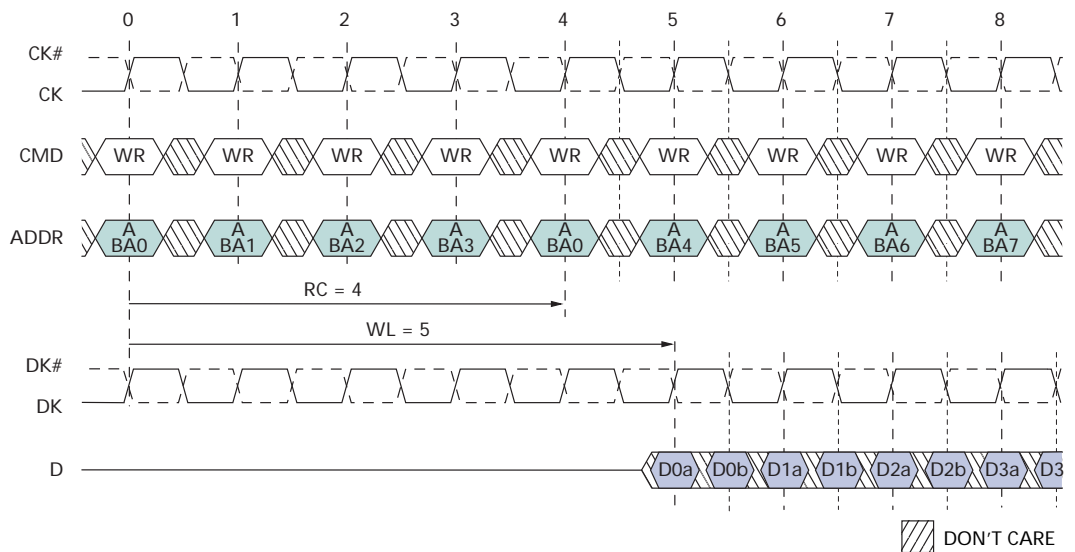 0 1 2 3 4 5 6 7 8
CK#
CK
CMD WR WR WR WR WR WR WR WR WR
ADDR A A A A A A A A A
BA0 BA1 BA2 BA3 BA0 BA4 BA5 BA6 BA7
RC = 4
WL = 5
DK#
DK
D D0a D0b D1a D1b D2a D2b D3a D3
DON'T CARE